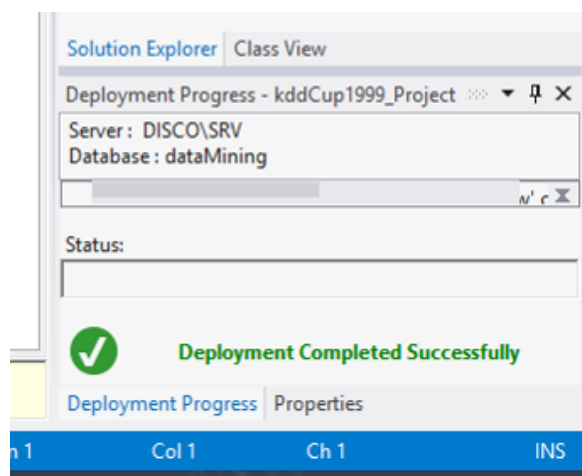 Solution Explorer Class View
Deployment Progress - kddCup1999_Project
Server : DISCO\SRV
Database : dataMining
Status:
Deployment Completed Successfully
Deployment Progress Properties
1 Col 1 Ch 1 INS